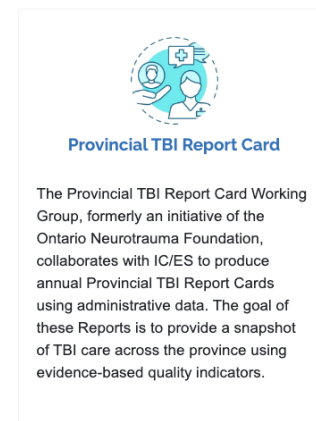 Provincial TBI Report Card
The Provincial TBI Report Card Working
Group, formerly an initiative of the
Ontario Neurotrauma Foundation,
collaborates with IC/ES to produce
annual Provincial TBI Report Cards
using administrative data. The goal of
these Reports is to provide a snapshot
of TBI care across the province using
evidence-based quality indicators.